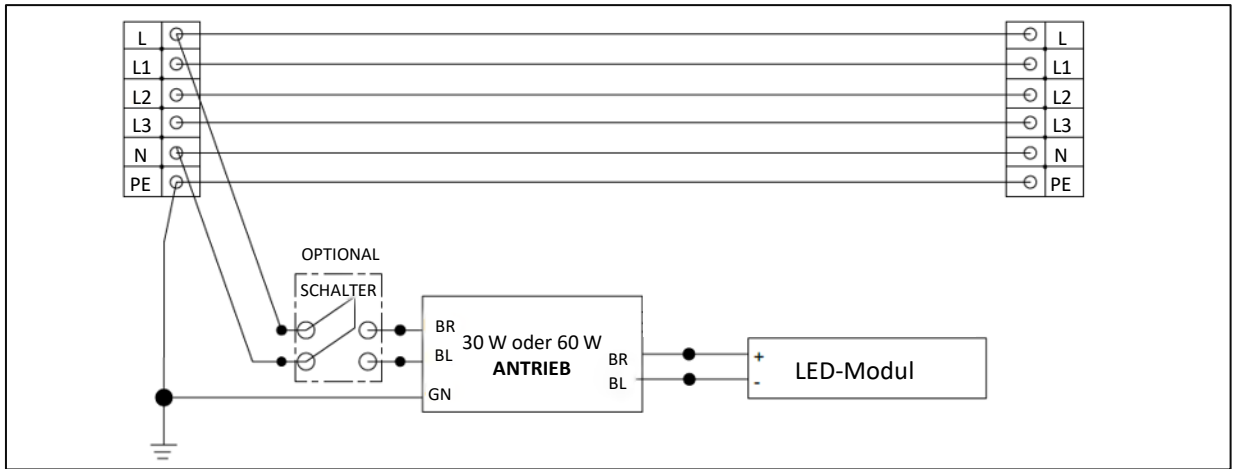 L L
L1 L1
L2 L2
L3 L3
N N
PE PE
OPTIONAL
SCHALTER
BR
30 W oder 60 W
BL
ANTRIEB
GN
BR
BL
+
-
LED-Modul